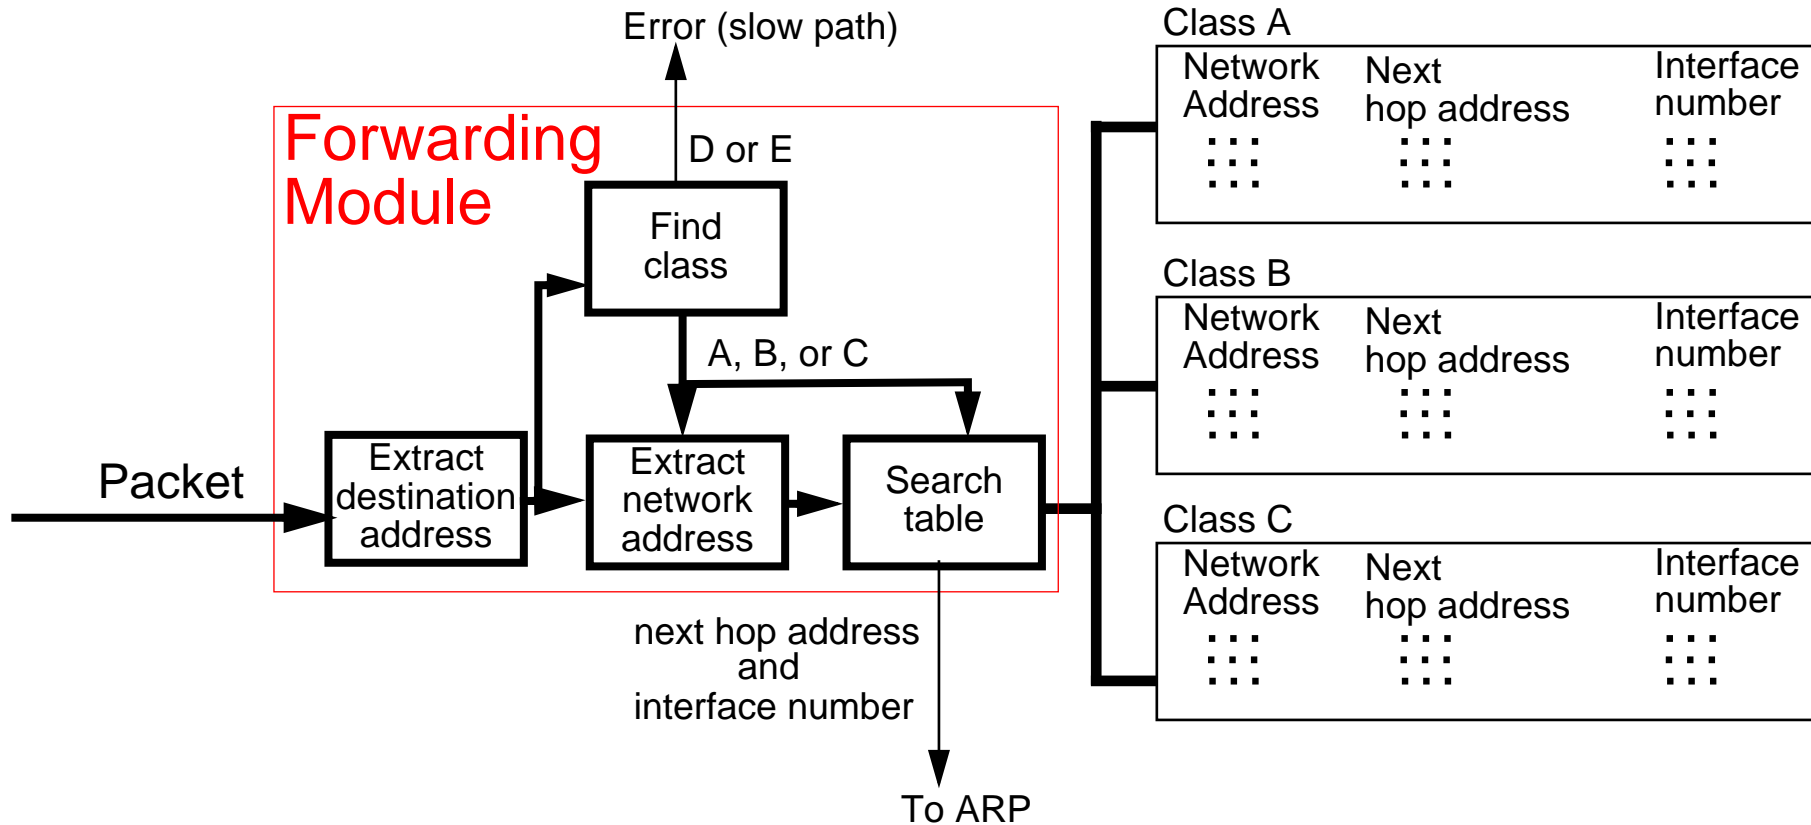 Error (slow path)
Forwarding
Module
D or E
Find
class
A, B, or C
Packet
Extract
destination
address
Extract
network
address
Search
table
next hop address
and
interface number
To ARP
Class A
Network
Address
Next
hop address
Interface
number
Class B
Network
Address
Next
hop address
Interface
number
Class C
Network
Address
Next
hop address
Interface
number